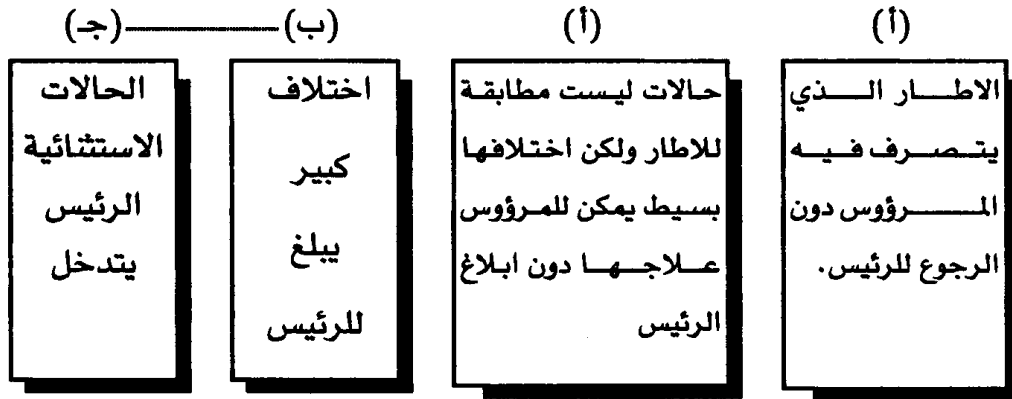 (أ)
الاطار الذي
يتصرف فيه
المرؤوس دون
الرجوع للرئيس.
(أ)
حالات ليست مطابقة
للاطار ولكن اختلافها
بسيط يمكن للمرؤوس
علاجها دون ابلاغ
الرئيس
(ب)
اختلاف
كبير
يبلغ
للرئيس
(جـ)
الحالات
الاستثنائية
الرئيس
يتدخل